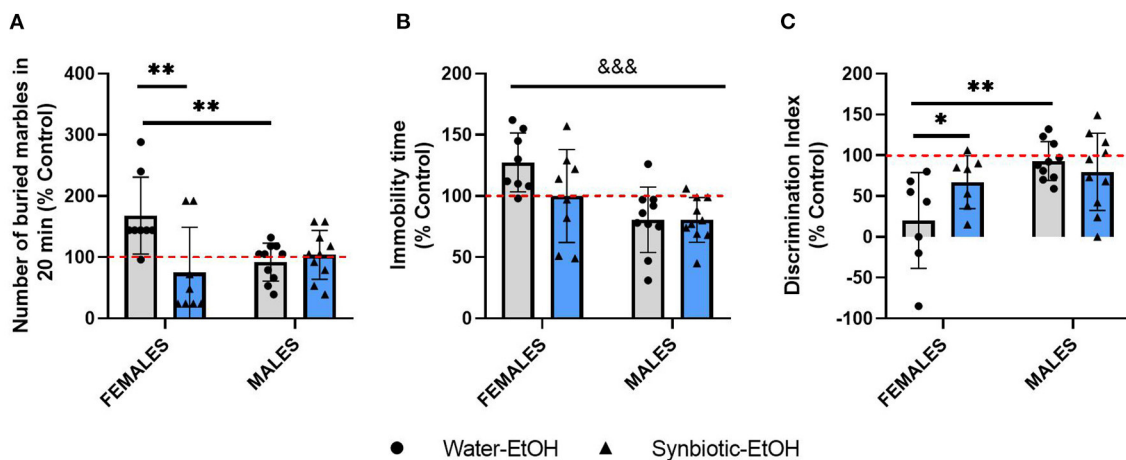 A
Number of buried marbles in
20 min (% Control)
400
300
200
100
0
**
**
FEMALES
MALES
B
Immobility time
(% Control)
200
150
100
50
0
&&&
FEMALES
MALES
C
Discrimination Index
(% Control)
200
150
100
50
0
-50
-100
**
*
FEMALES
MALES
Water-EtOH
Synbiotic-EtOH